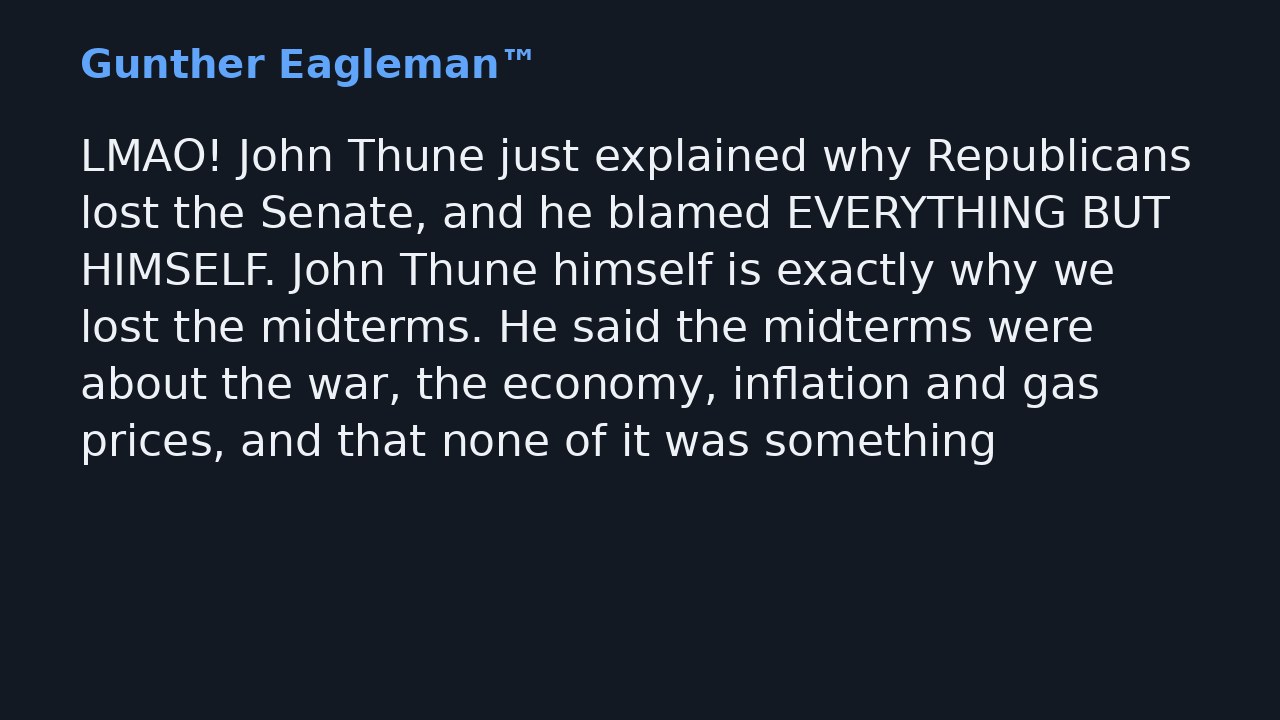 Gunther Eagleman™
LMAO! John Thune just explained why Republicans
lost the Senate, and he blamed EVERYTHING BUT
HIMSELF. John Thune himself is exactly why we
lost the midterms. He said the midterms were
about the war, the economy, inflation and gas
prices, and that none of it was something